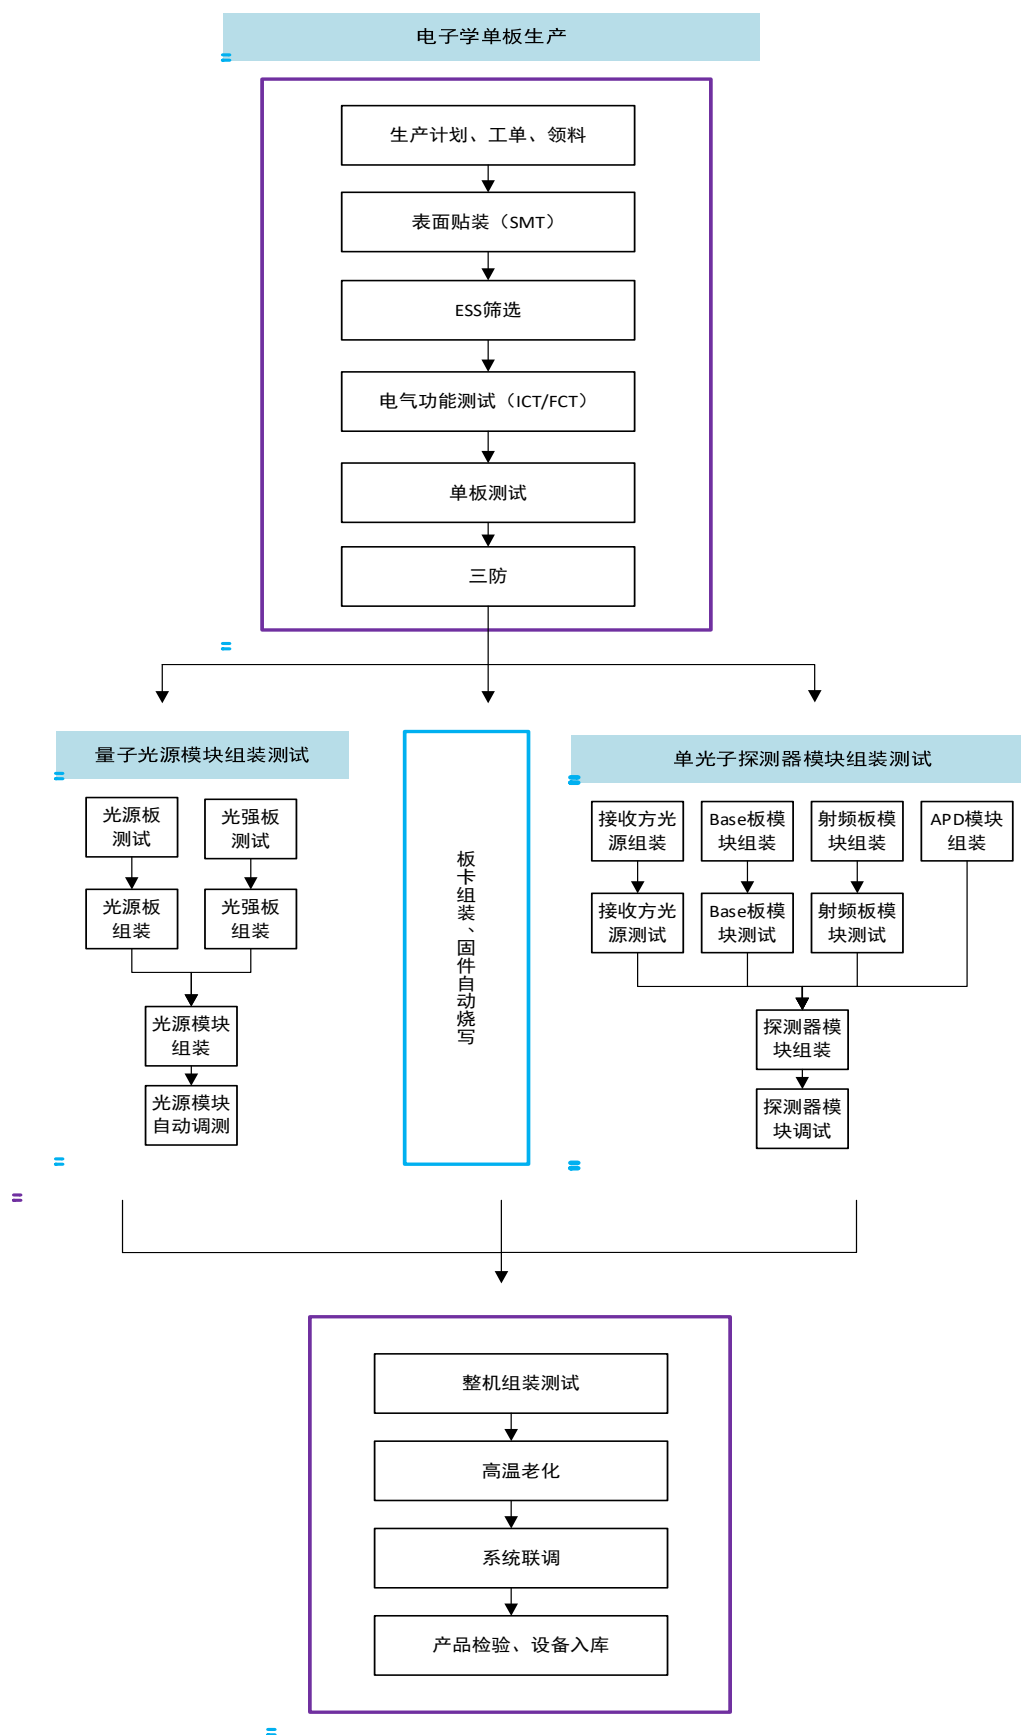 电子学单板生产
生产计划、工单、领料
表面贴装（SMT）
ESS筛选
电气功能测试（ICT/FCT）
单板测试
三防
量子光源模块组装测试
光源板
测试
光强板
测试
光源板
组装
光强板
组装
光源模块
组装
光源模块
自动调测
板卡组装、固件自动烧写
单光子探测器模块组装测试
接收方光
源组装
Base板模
块组装
射频板模
块组装
APD模块
组装
接收方光
源测试
Base板模
块测试
射频板模
块测试
探测器模
块组装
探测器模
块调试
整机组装测试
高温老化
系统联调
产品检验、设备入库